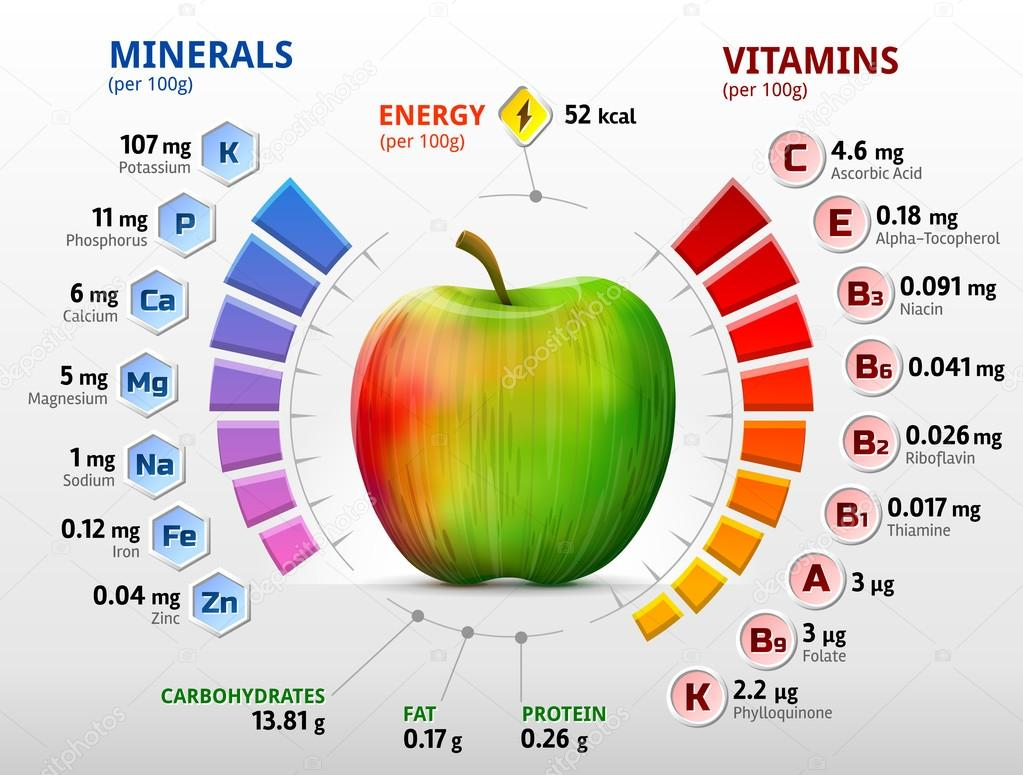 MINERALS
(per 100g)
107 mg
Potassium
K
11 mg
Phosphorus
P
6 mg
Calcium
Ca
5 mg
Magnesium
Mg
1 mg
Sodium
Na
0.12 mg
Iron
Fe
0.04 mg
Zinc
Zn
ENERGY
(per 100g)
52 kcal
VITAMINS
(per 100g)
C
4.6 mg
Ascorbic Acid
E
0.18 mg
Alpha-Tocopherol
B3
0.091 mg
Niacin
B6
0.041 mg
B2
0.026 mg
Riboflavin
B1
0.017 mg
Thiamine
A
3 µg
B9
3 µg
Folate
K
2.2 µg
Phylloquinone
CARBOHYDRATES
13.81 g
FAT
0.17 g
PROTEIN
0.26 g
depositphotos